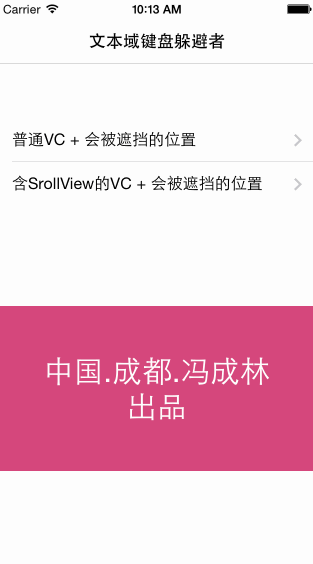 Carrier 10:13 AM
文本域键盘躲避者
普通VC + 会被遮挡的位置
含SrollView的VC + 会被遮挡的位置
中国.成都.冯成林
出品